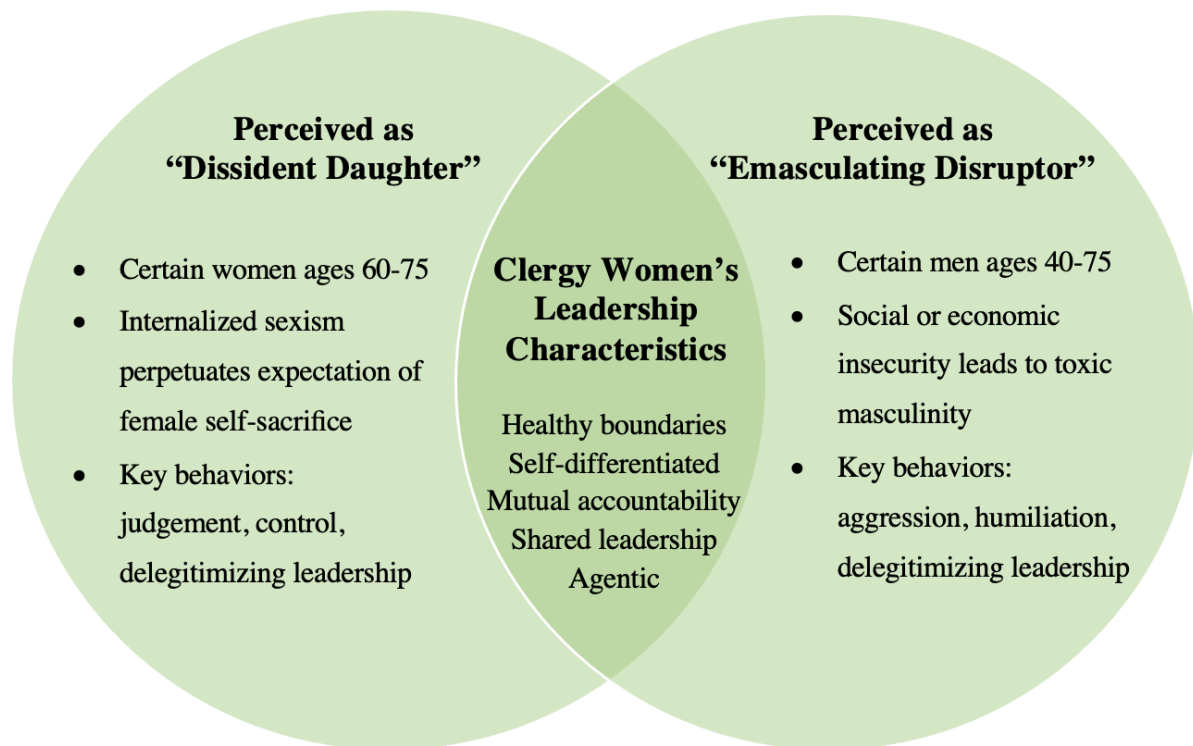 Perceived as
“Dissident Daughter”
• Certain women ages 60-75
• Internalized sexism
perpetuates expectation of
female self-sacrifice
• Key behaviors:
judgement, control,
delegitimizing leadership
Clergy Women’s
Leadership
Characteristics
Healthy boundaries
Self-differentiated
Mutual accountability
Shared leadership
Agentic
Perceived as
“Emasculating Disruptor”
• Certain men ages 40-75
• Social or economic
insecurity leads to toxic
masculinity
• Key behaviors:
aggression, humiliation,
delegitimizing leadership